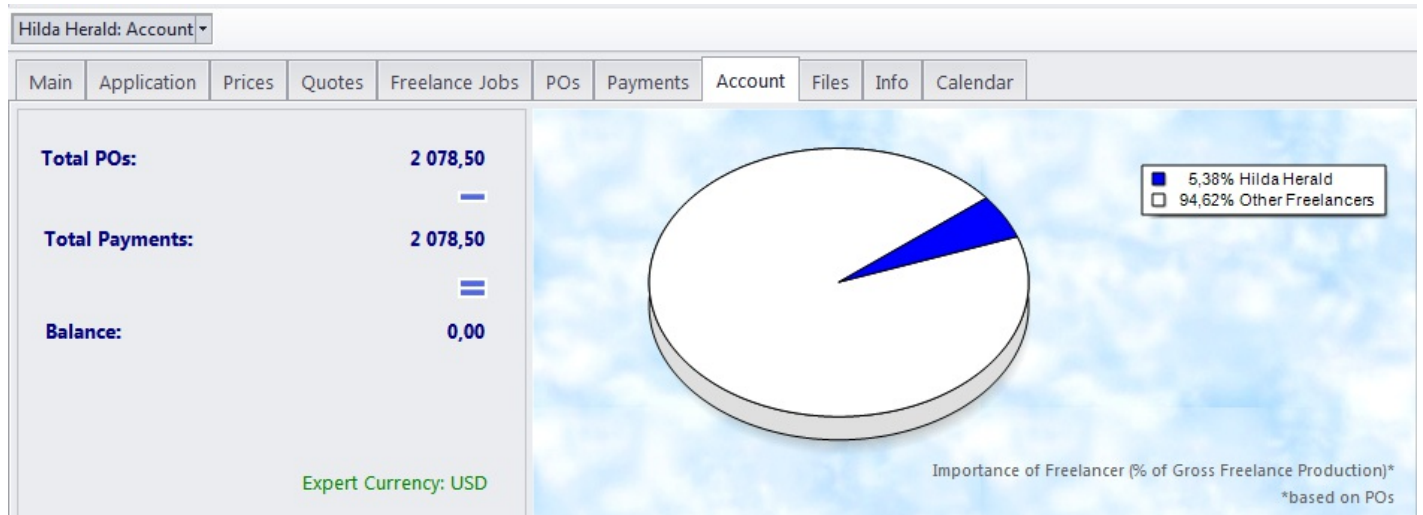 Hilda Herald: Account
Main Application Prices Quotes Freelance Jobs POs Payments Account Files Info Calendar
Total POs: 2 078,50
Total Payments: 2 078,50
Balance: 0,00
Expert Currency: USD
5,38% Hilda Herald
94,62% Other Freelancers
Importance of Freelancer (% of Gross Freelance Production)*
*based on POs